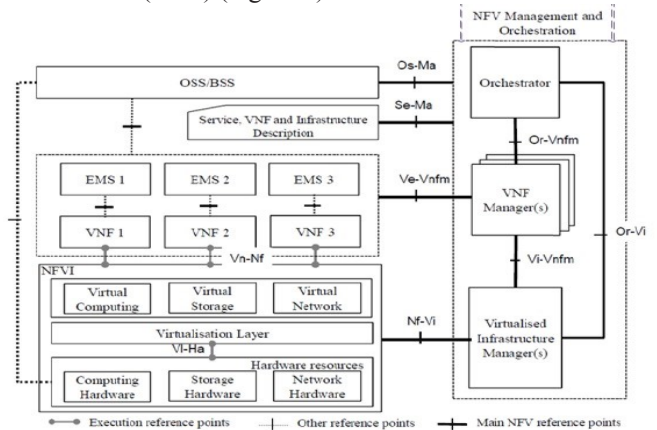 NFV Management and
Orchestration
Os-Ma
OSS/BSS
Orchestrator
Se-Ma
Service, VNF and Infrastructure
Description
Or-Vnfm
EMS 1
EMS 2
EMS 3
Ve-Vnfm
VNF
Manager(s)
VNF 1
VNF 2
VNF 3
Or-Vi
Vn-Nf
NFVI
Vi-Vnfm
Virtual
Computing
Virtual
Storage
Virtual
Network
Nf-Vi
Virtualisation Layer
Virtualised
Infrastructure
Manager(s)
Vl-Ha
Hardware resources
Computing
Hardware
Storage
Hardware
Network
Hardware
Execution reference points
Other reference points
Main NFV reference points